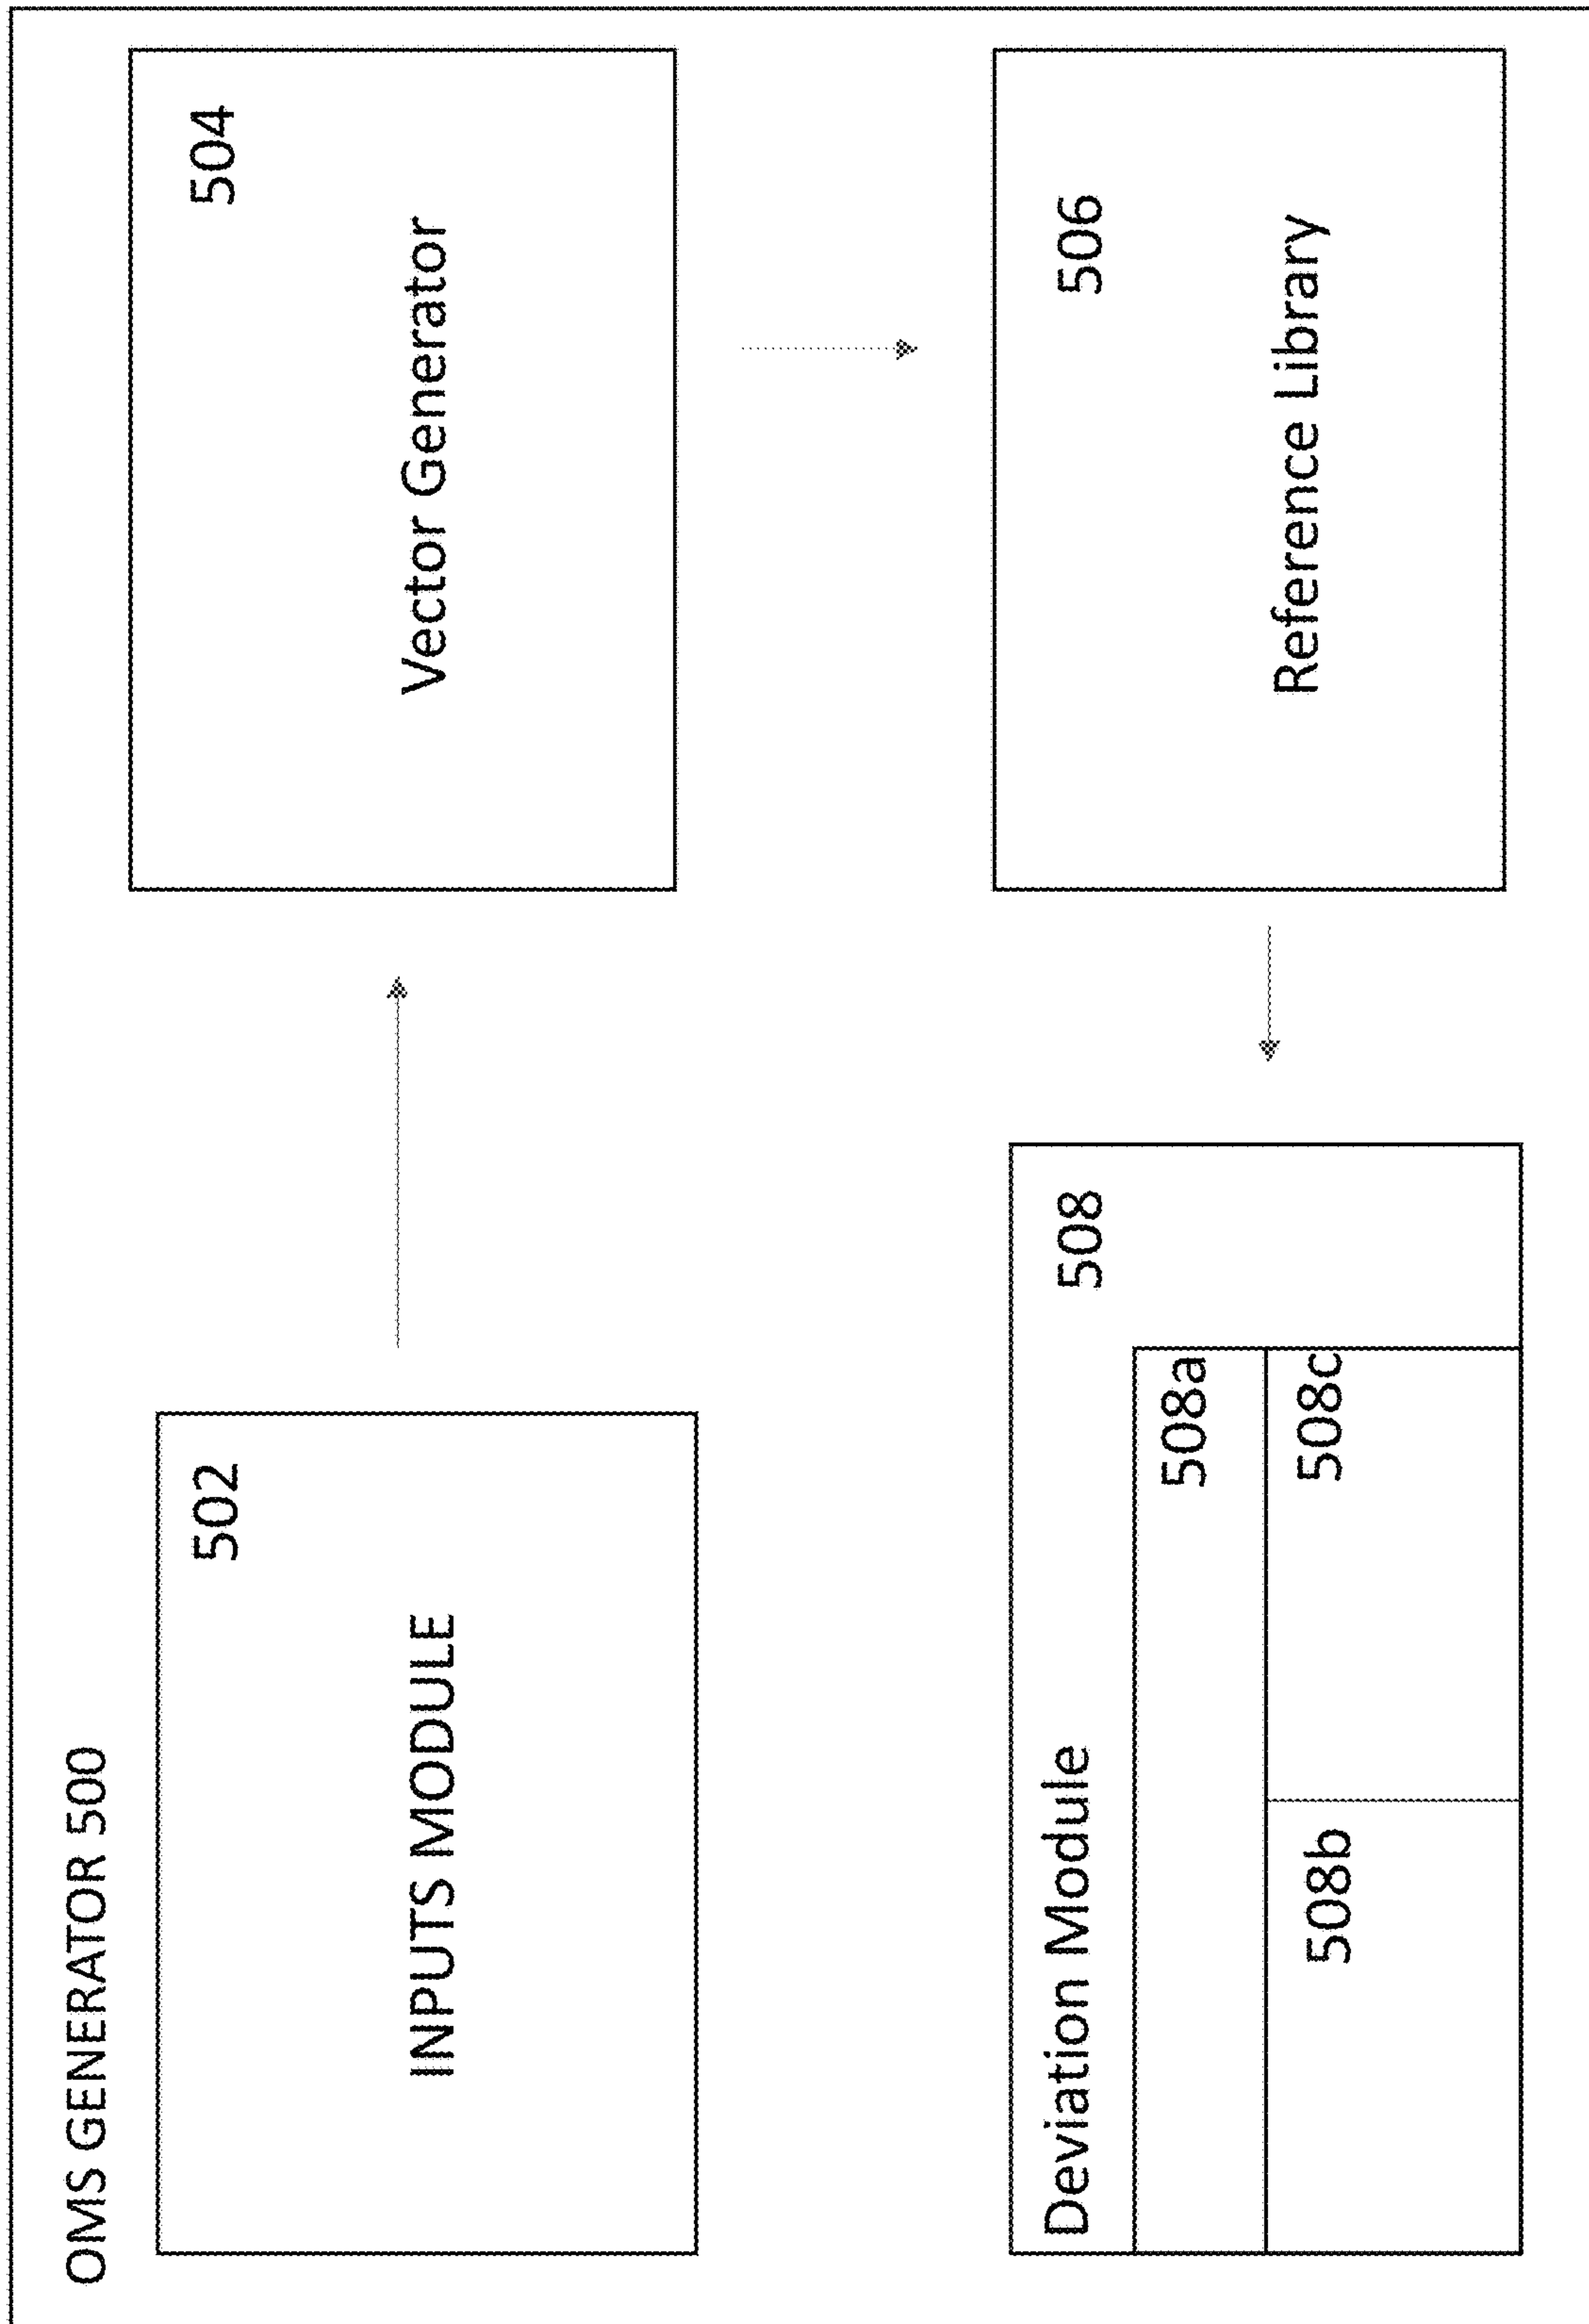 OMS GENERATOR 500
502
INPUTS MODULE
504
Vector Generator
506
Reference Library
Deviation Module
508
508a
508b
508c